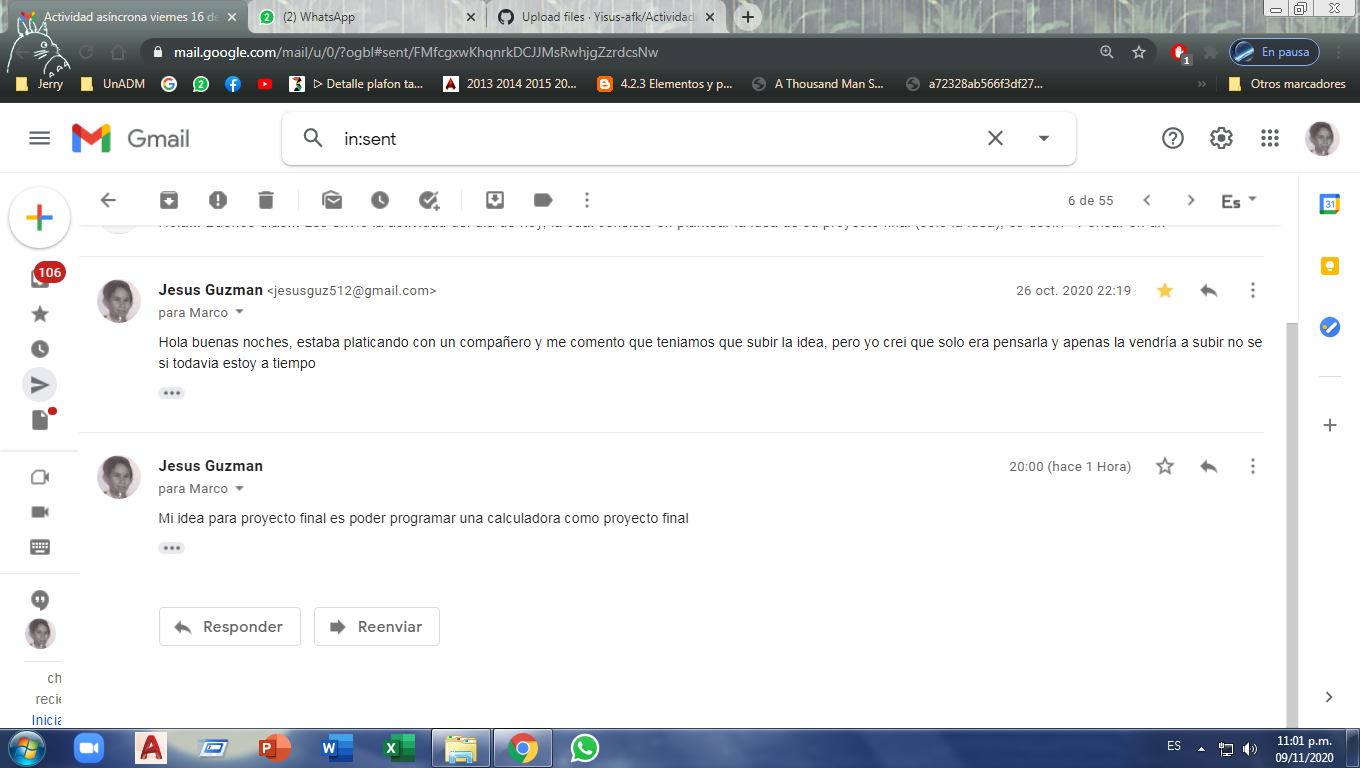 Actividad asíncrona viernes 16 de
(2) WhatsApp
Upload files · Yisus-afk/Actividad
mail.google.com/mail/u/0/?ogbl#sent/FMfcgxwKhqnrkDCJJMsRwhjgZzrdcsNw
1
En pausa
Jerry
UnADM
2
▷ Detalle plafon ta...
2013 2014 2015 20...
4.2.3 Elementos y p...
A Thousand Man S...
a72328ab566f3df27...
»
Otros marcadores
Gmail
in:sent
6 de 55
Es
31
106
Jesus Guzman <jesusguz512@gmail.com>
26 oct. 2020 22:19
para Marco
Hola buenas noches, estaba platicando con un compañero y me comento que teniamos que subir la idea, pero yo crei que solo era pensarla y apenas la vendría a subir no se
si todavia estoy a tiempo
Jesus Guzman
20:00 (hace 1 Hora)
para Marco
Mi idea para proyecto final es poder programar una calculadora como proyecto final
Responder
Reenviar
ch
recie
Inicia
ES
11:01 p.m.
09/11/2020